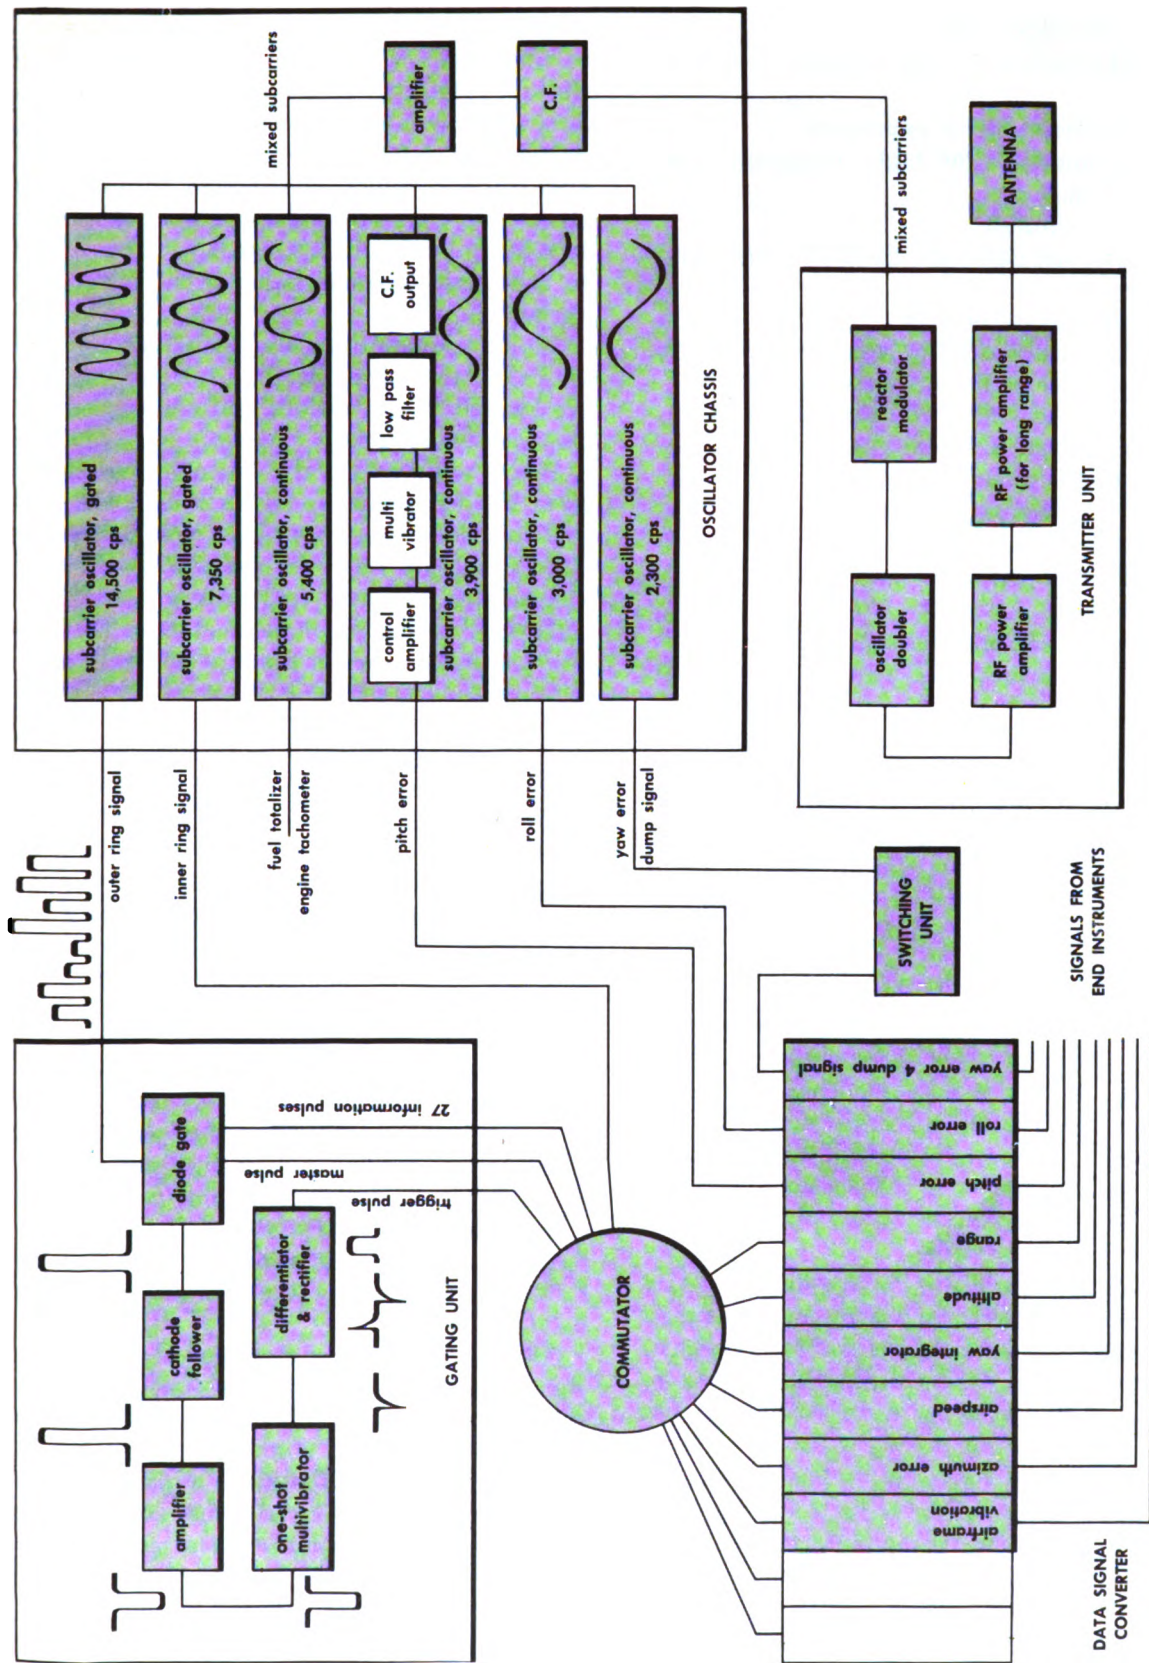 outer ring signal
subcarrier oscillator, gated
14,500 cps
inner ring signal
subcarrier oscillator, gated
7,350 cps
fuel totalizer
engine tachometer
subcarrier oscillator, continuous
5,400 cps
pitch error
control
amplifier
multi
vibrator
low pass
filter
C.F.
output
subcarrier oscillator, continuous
3,900 cps
roll error
subcarrier oscillator, continuous
3,000 cps
yaw error
dump signal
subcarrier oscillator, continuous
2,300 cps
mixed subcarriers
amplifier
C.F.
OSCILLATOR CHASSIS
amplifier
cathode
follower
diode gate
one-shot
multivibrator
differentiator
& rectifier
GATING UNIT
27 information pulses
master pulse
trigger pulse
COMMUTATOR
airframe
vibration
azimuth error
airspeed
yaw integrator
altitude
range
pitch error
roll error
yaw error 4 dump signal
DATA SIGNAL
CONVERTER
SIGNALS FROM
END INSTRUMENTS
SWITCHING
UNIT
mixed subcarriers
oscillator
doubler
reactor
modulator
RF power
amplifier
RF power amplifier
(for long range)
TRANSMITTER UNIT
ANTENNA